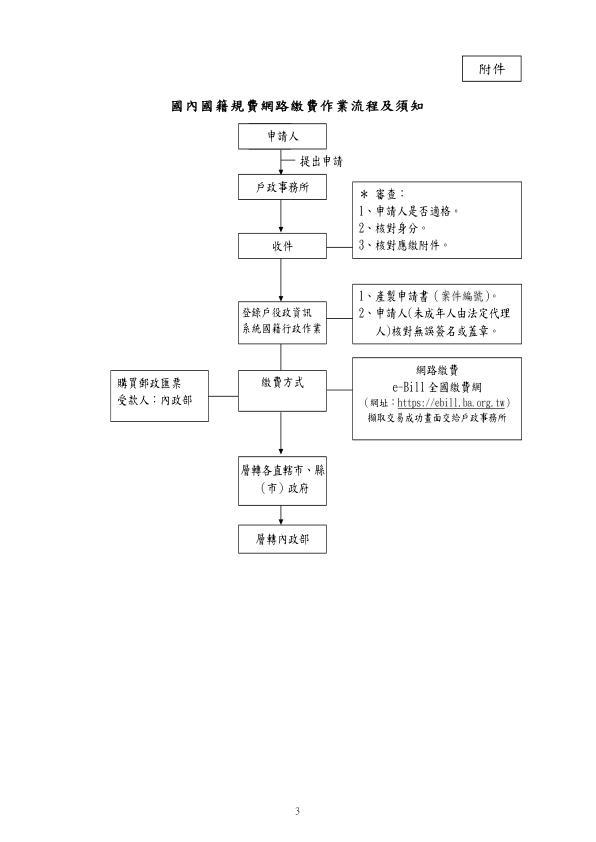 附件
國內國籍規費網路繳費作業流程及須知
申請人
提出申請
戶政事務所
＊ 審查：
1、申請人是否適格。
2、核對身分。
3、核對應繳附件。
收件
1、產製申請書（案件編號）。
2、申請人(未成年人由法定代理
人)核對無誤簽名或蓋章。
登錄戶役政資訊
系統國籍行政作業
網路繳費
e-Bill 全國繳費網
（網址：https://ebill.ba.org.tw）
擷取交易成功畫面交給戶政事務所
購買郵政匯票
受款人：內政部
繳費方式
層轉各直轄市、縣
（市）政府
層轉內政部
3